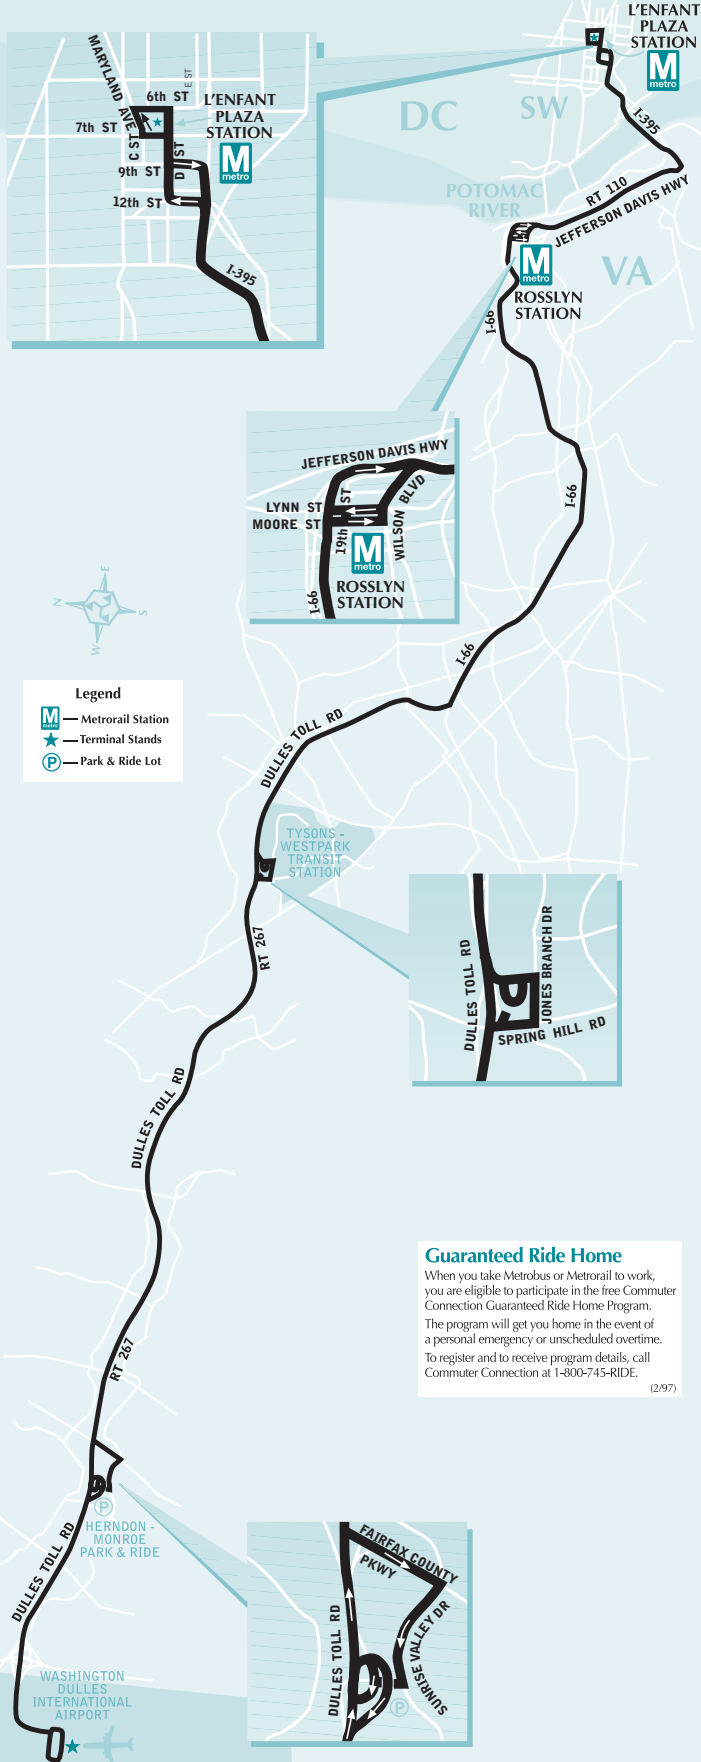 L'ENFANT
PLAZA
STATION
M
metro
DC
SW
I-395
RT 110
JEFFERSON DAVIS HWY
POTOMAC
RIVER
VA
M
metro
ROSSLYN
STATION
I-66
I-66
I-66
MARYLAND AVE
E ST
6th ST
7th ST
C ST
D ST
9th ST
12th ST
L'ENFANT
PLAZA
STATION
M
metro
I-395
JEFFERSON DAVIS HWY
LYNN ST
MOORE ST
19th ST
WILSON BLVD
M
metro
ROSSLYN
STATION
I-66
N
E
S
W
Legend
M
metro
Metrorail Station
Terminal Stands
P
Park & Ride Lot
DULLES TOLL RD
TYSONS -
WESTPARK
TRANSIT
STATION
RT 267
DULLES TOLL RD
JONES BRANCH DR
SPRING HILL RD
DULLES TOLL RD
Guaranteed Ride Home
When you take Metrobus or Metrorail to work,
you are eligible to participate in the free Commuter
Connection Guaranteed Ride Home Program.
The program will get you home in the event of
a personal emergency or unscheduled overtime.
To register and to receive program details, call
Commuter Connection at 1-800-745-RIDE.
(2/97)
RT 267
P
HERNDON -
MONROE
PARK & RIDE
DULLES TOLL RD
FAIRFAX COUNTY
PKWY
DULLES TOLL RD
SUNRISE VALLEY DR
P
WASHINGTON
DULLES
INTERNATIONAL
AIRPORT